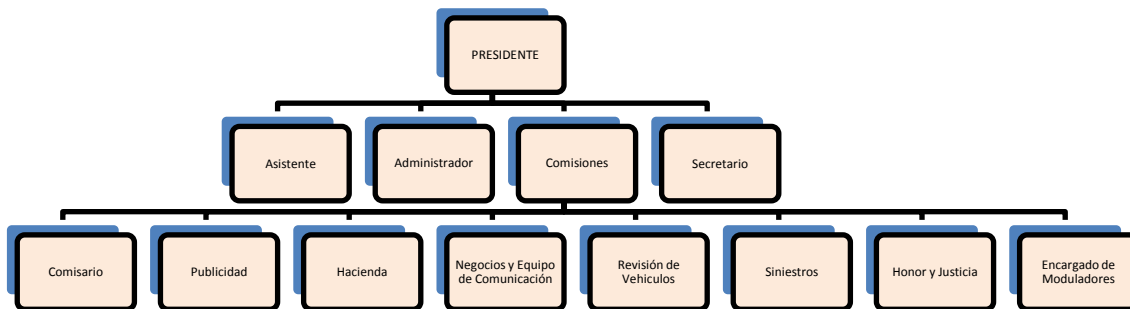 PRESIDENTE
Asistente
Administrador
Comisiones
Secretario
Comisario
Publicidad
Hacienda
Negocios y Equipo
de Comunicación
Revisión de
Vehiculos
Siniestros
Honor y Justicia
Encargado de
Moduladores